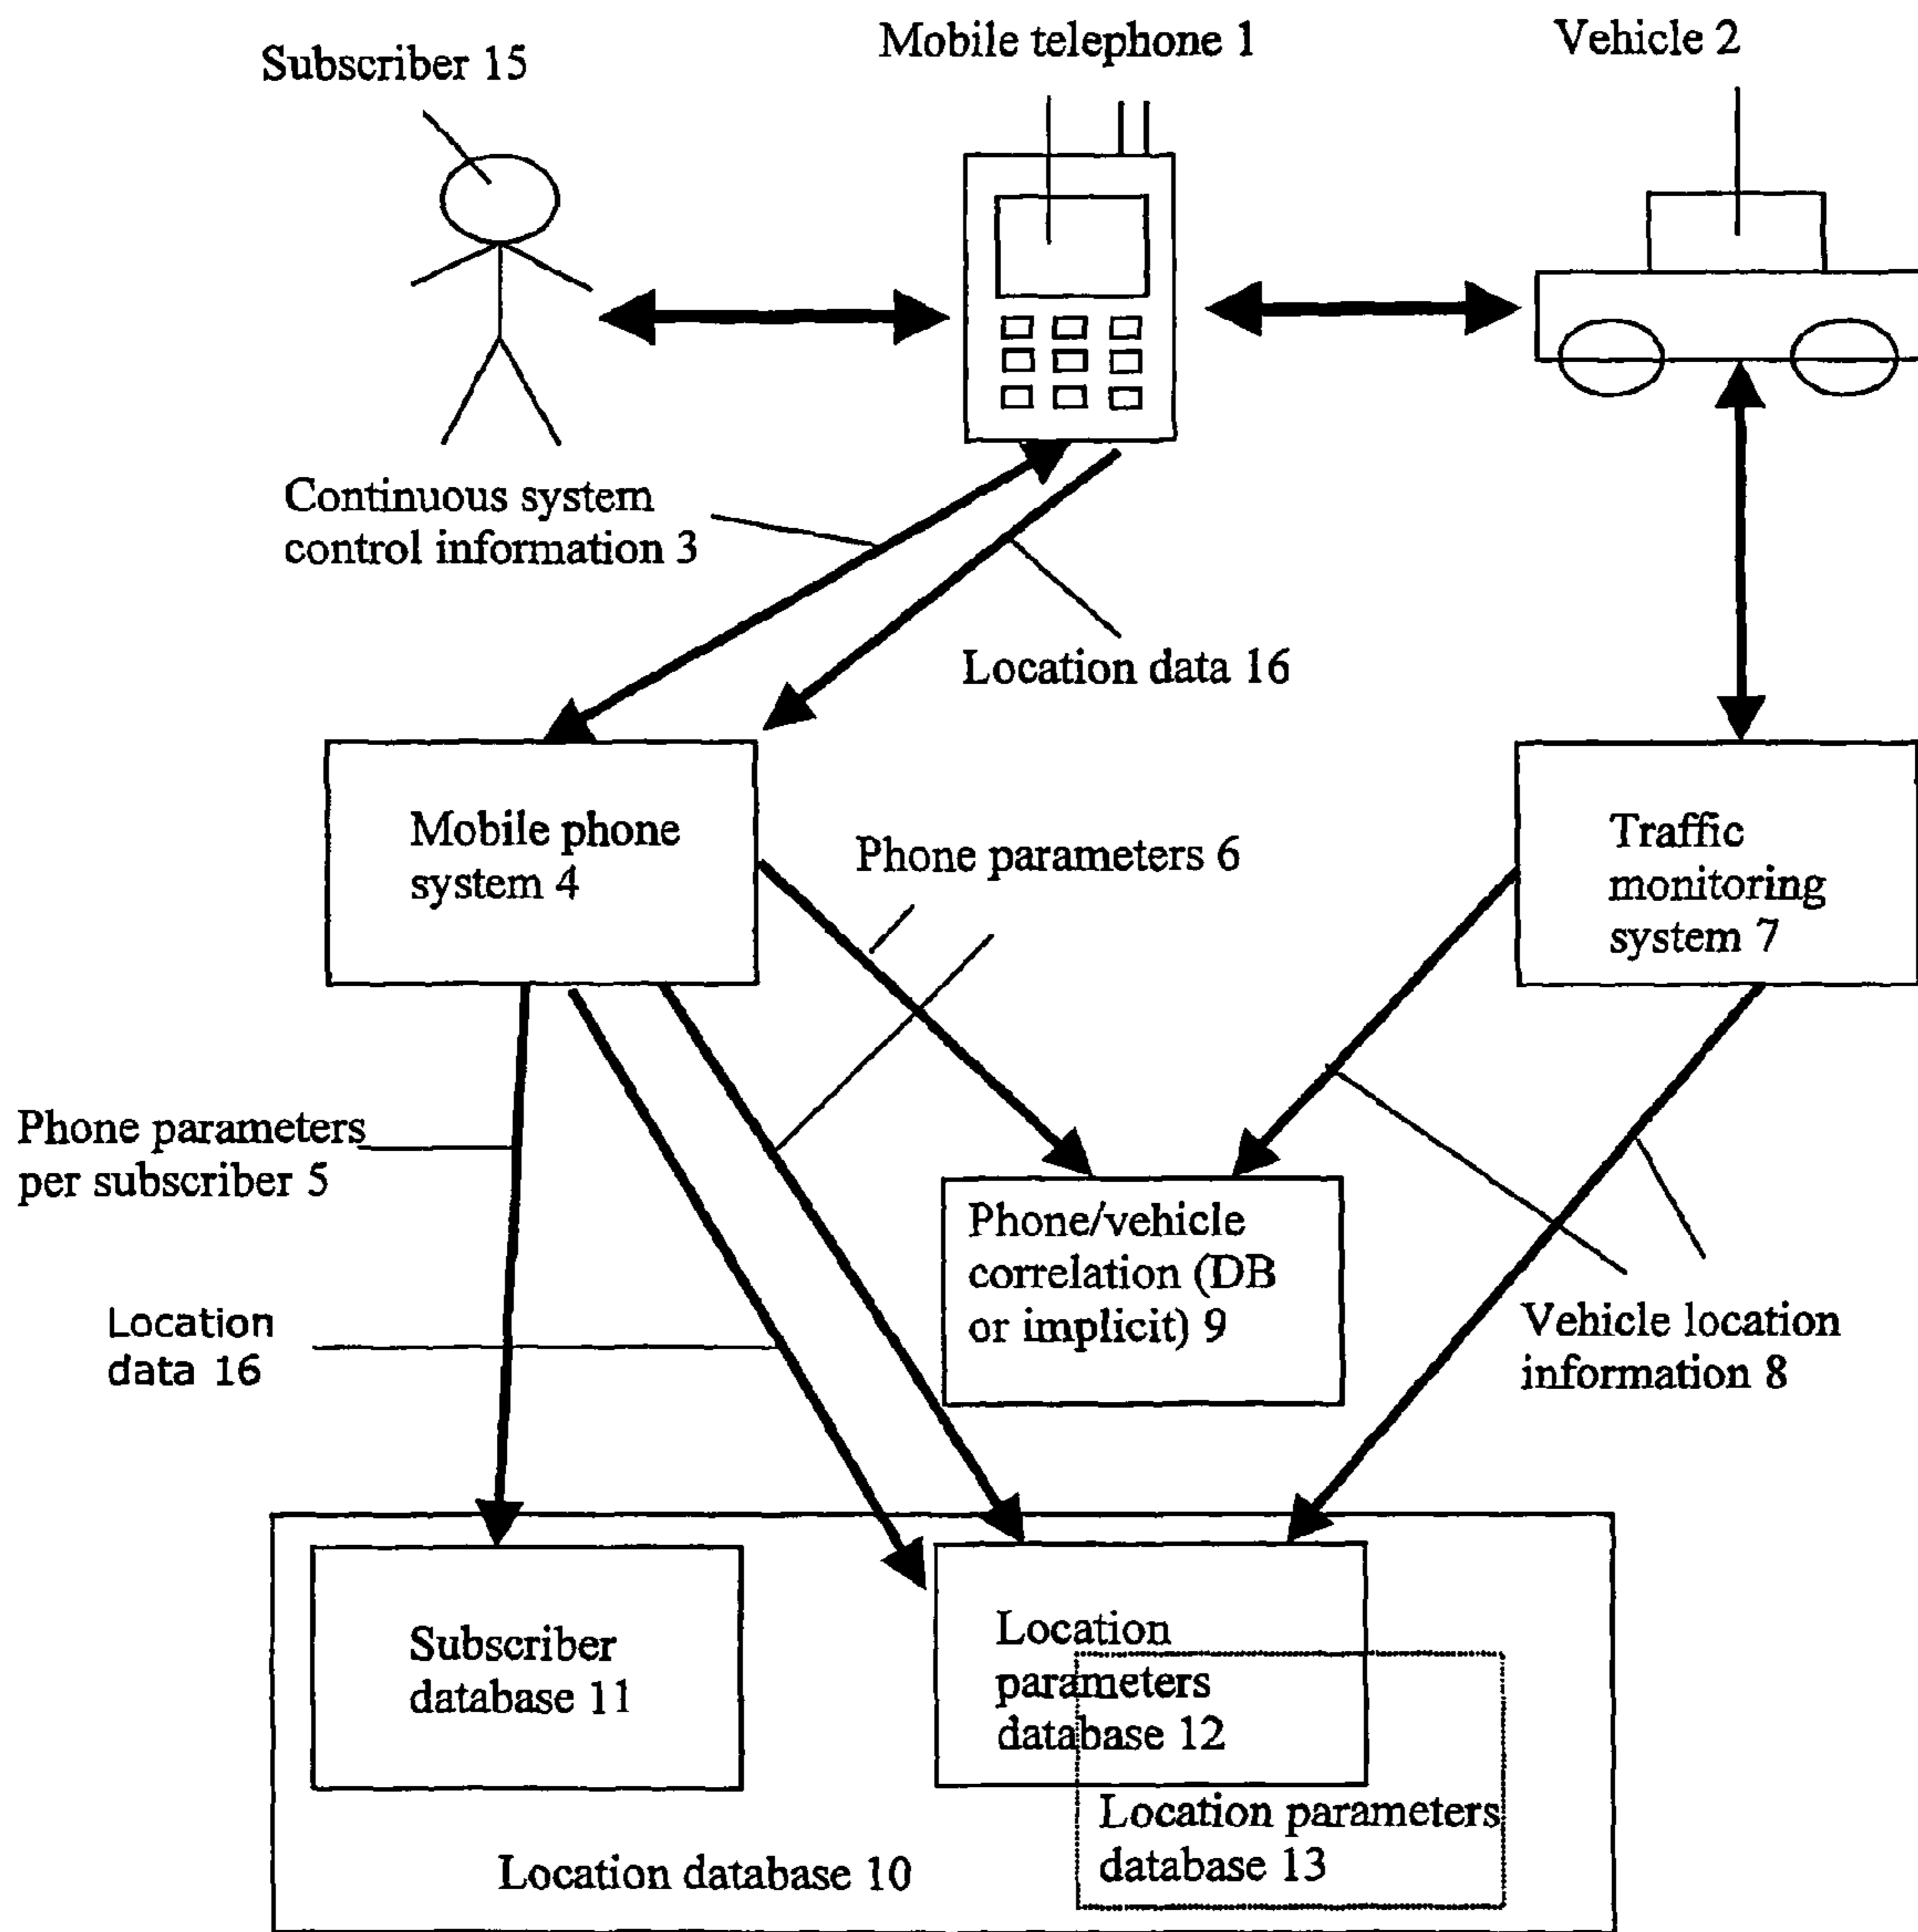 Subscriber 15
Mobile telephone 1
Vehicle 2
Continuous system
control information 3
Location data 16
Mobile phone
system 4
Phone parameters 6
Traffic
monitoring
system 7
Phone parameters
per subscriber 5
Phone/vehicle
correlation (DB
or implicit) 9
Location
data 16
Vehicle location
information 8
Subscriber
database 11
Location
parameters
database 12
Location parameters
database 13
Location database 10